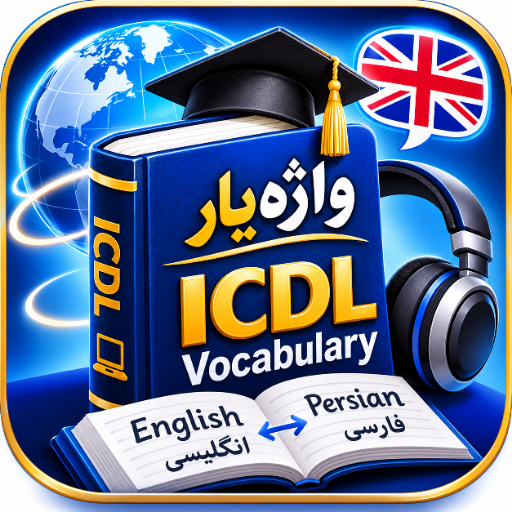 واژه‌یار
ICDL
Vocabulary
ICDL
English
انگلیسی
Persian
فارسی